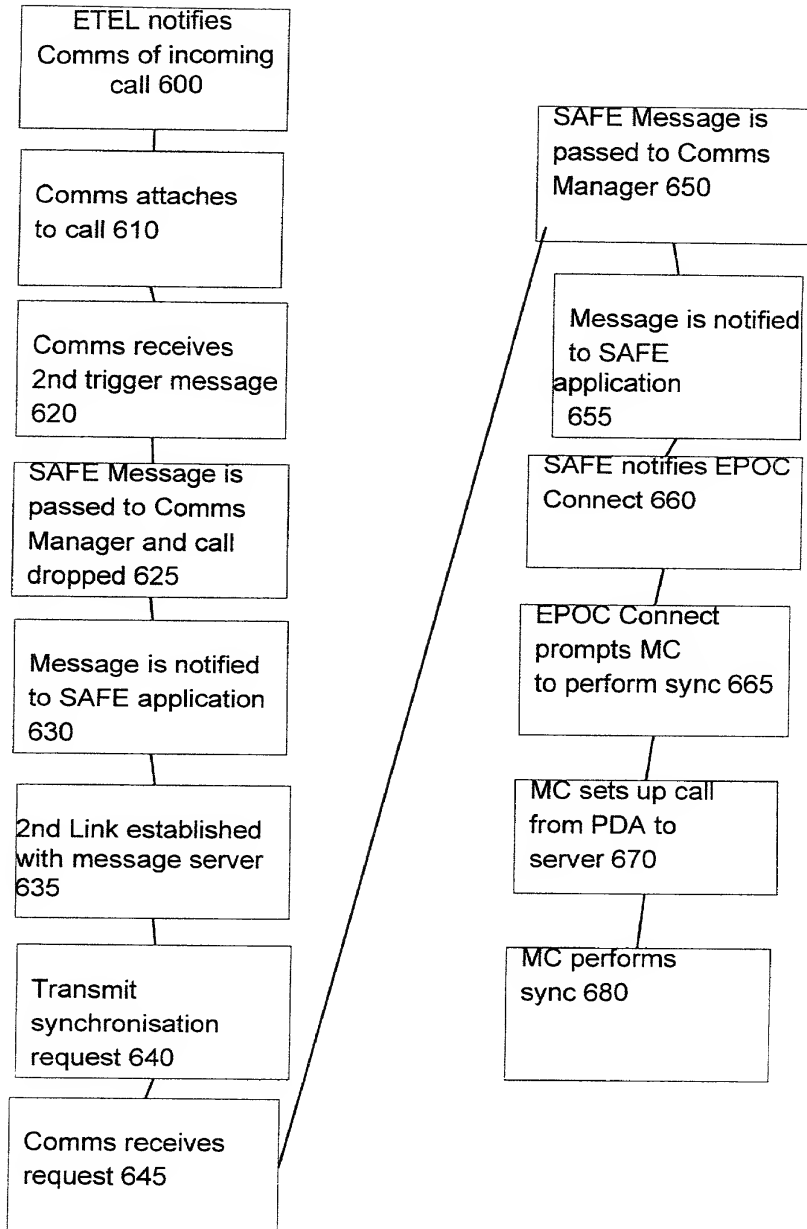 ETEL notifies
Comms of incoming
call 600
Comms attaches
to call 610
Comms receives
2nd trigger message
620
SAFE Message is
passed to Comms
Manager and call
dropped 625
Message is notified
to SAFE application
630
2nd Link established
with message server
635
Transmit
synchronisation
request 640
Comms receives
request 645
SAFE Message is
passed to Comms
Manager 650
Message is notified
to SAFE
application
655
SAFE notifies EPOC
Connect 660
EPOC Connect
prompts MC
to perform sync 665
MC sets up call
from PDA to
server 670
MC performs
sync 680